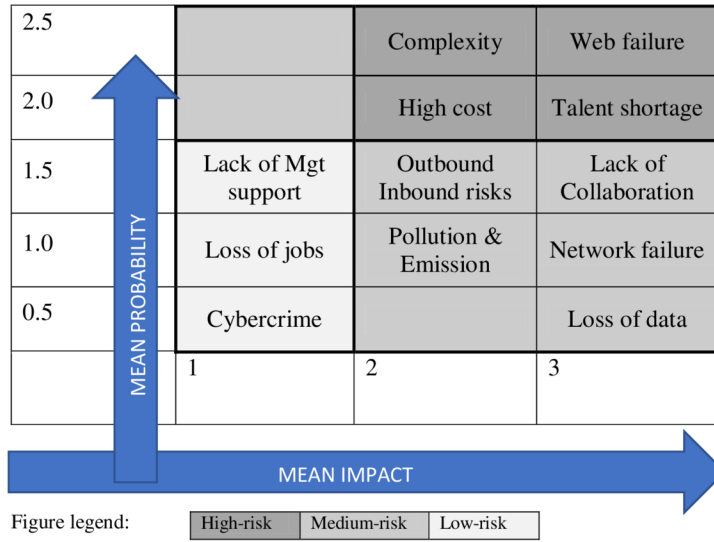 2.5
Complexity
Web failure
2.0
High cost
Talent shortage
1.5
Lack of Mgt
support
Outbound
Inbound risks
Lack of
Collaboration
1.0
Loss of jobs
Pollution &
Emission
Network failure
0.5
Cybercrime
Loss of data
1
2
3
MEAN PROBABILITY
MEAN IMPACT
Figure legend:
High-risk
Medium-risk
Low-risk